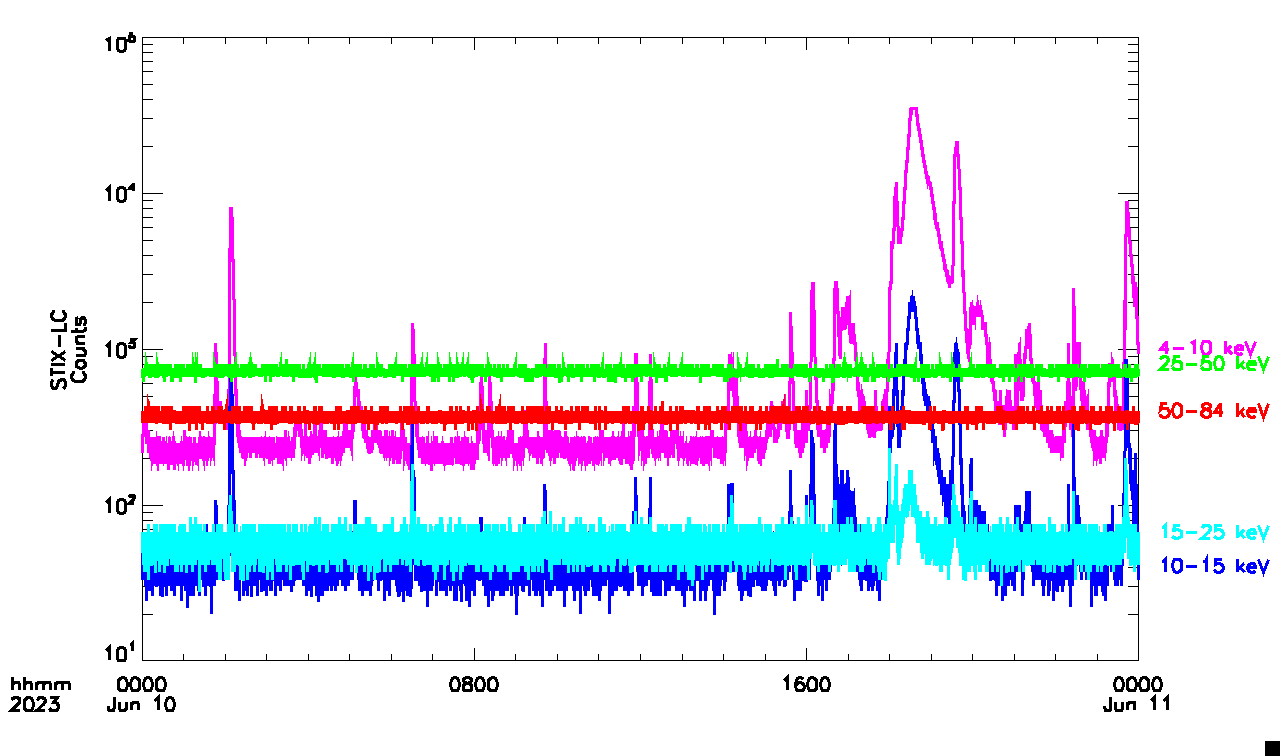 10⁶
10⁴
10³
10²
10¹
STIX-LC
Counts
4-10 keV
25-50 keV
50-84 keV
15-25 keV
10-15 keV
hhmm 0000 0800 1600 0000
2023 Jun 10 Jun 11